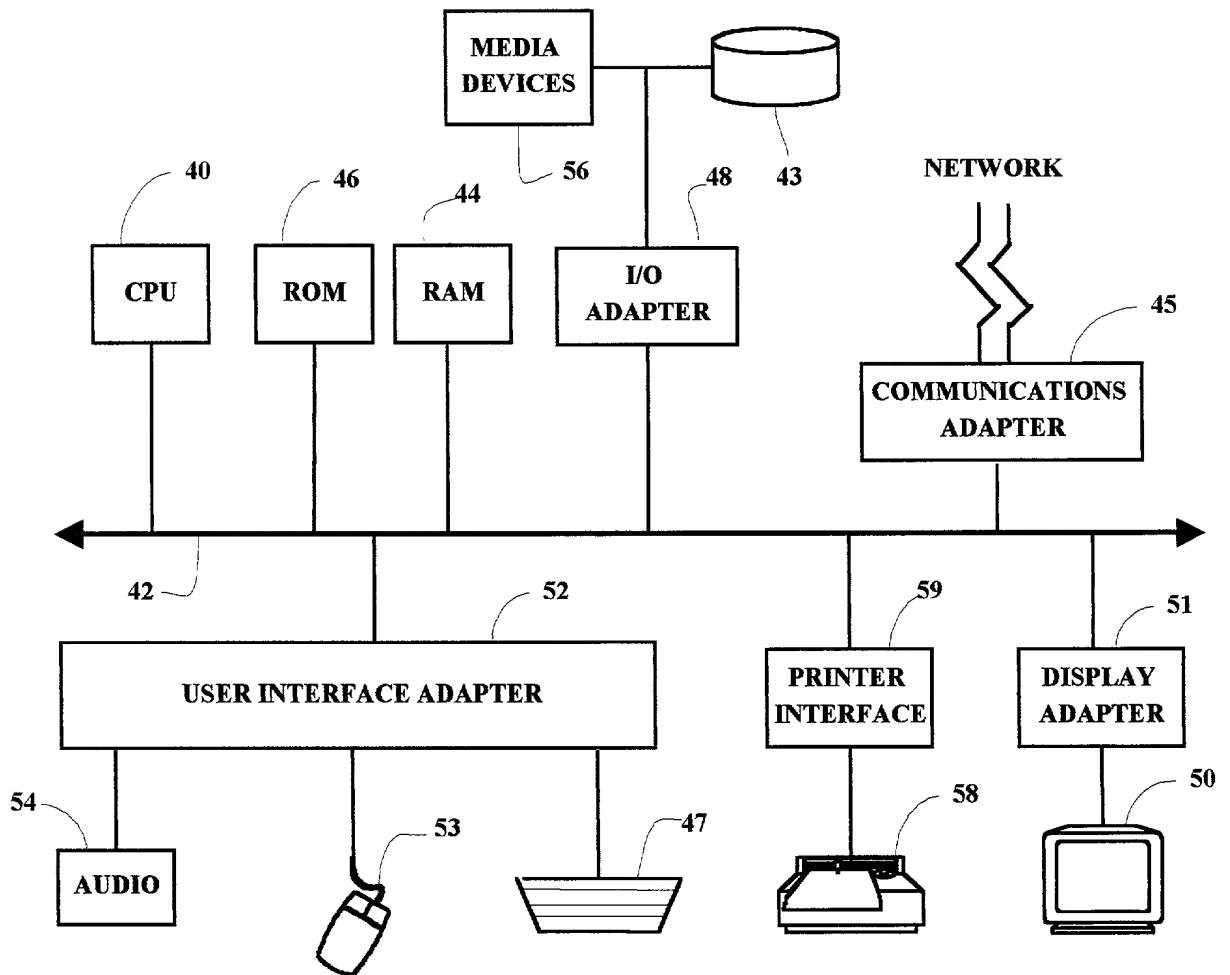 MEDIA
DEVICES
56
43
40
46
44
48
NETWORK
CPU
ROM
RAM
I/O
ADAPTER
45
COMMUNICATIONS
ADAPTER
42
52
59
51
USER INTERFACE ADAPTER
PRINTER
INTERFACE
DISPLAY
ADAPTER
54
53
47
58
50
AUDIO